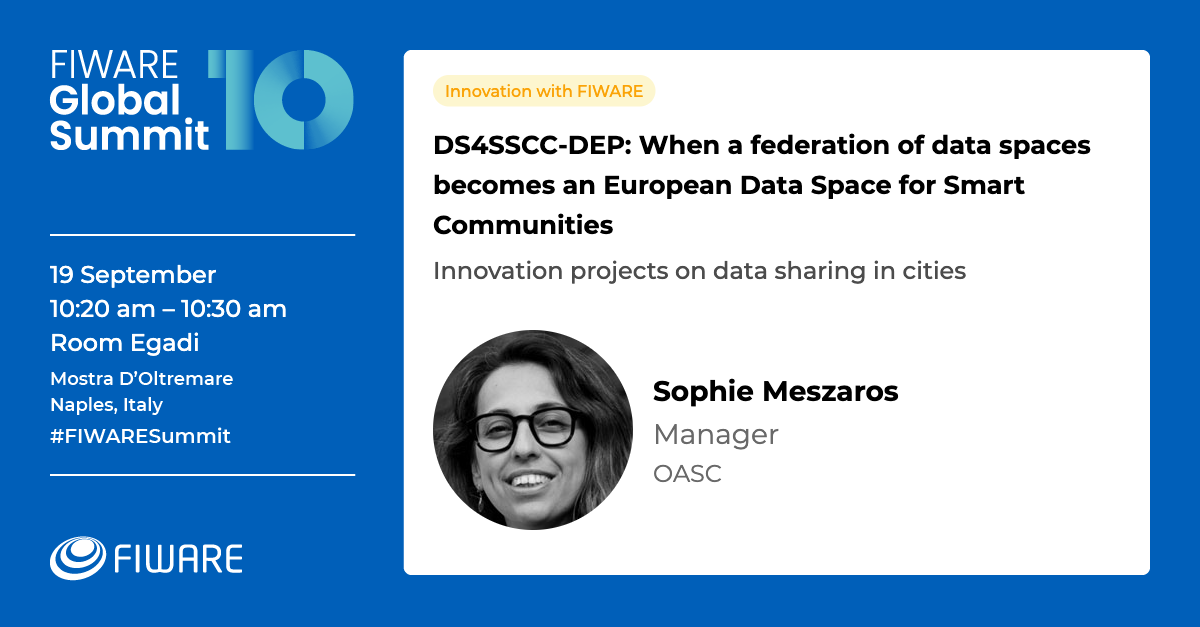 FIWARE
Global
Summit
10
19 September
10:20 am – 10:30 am
Room Egadi
Mostra D’Oltremare
Naples, Italy
#FIWARESummit
FIWARE
Innovation with FIWARE
DS4SSCC-DEP: When a federation of data spaces
becomes an European Data Space for Smart
Communities
Innovation projects on data sharing in cities
Sophie Meszaros
Manager
OASC